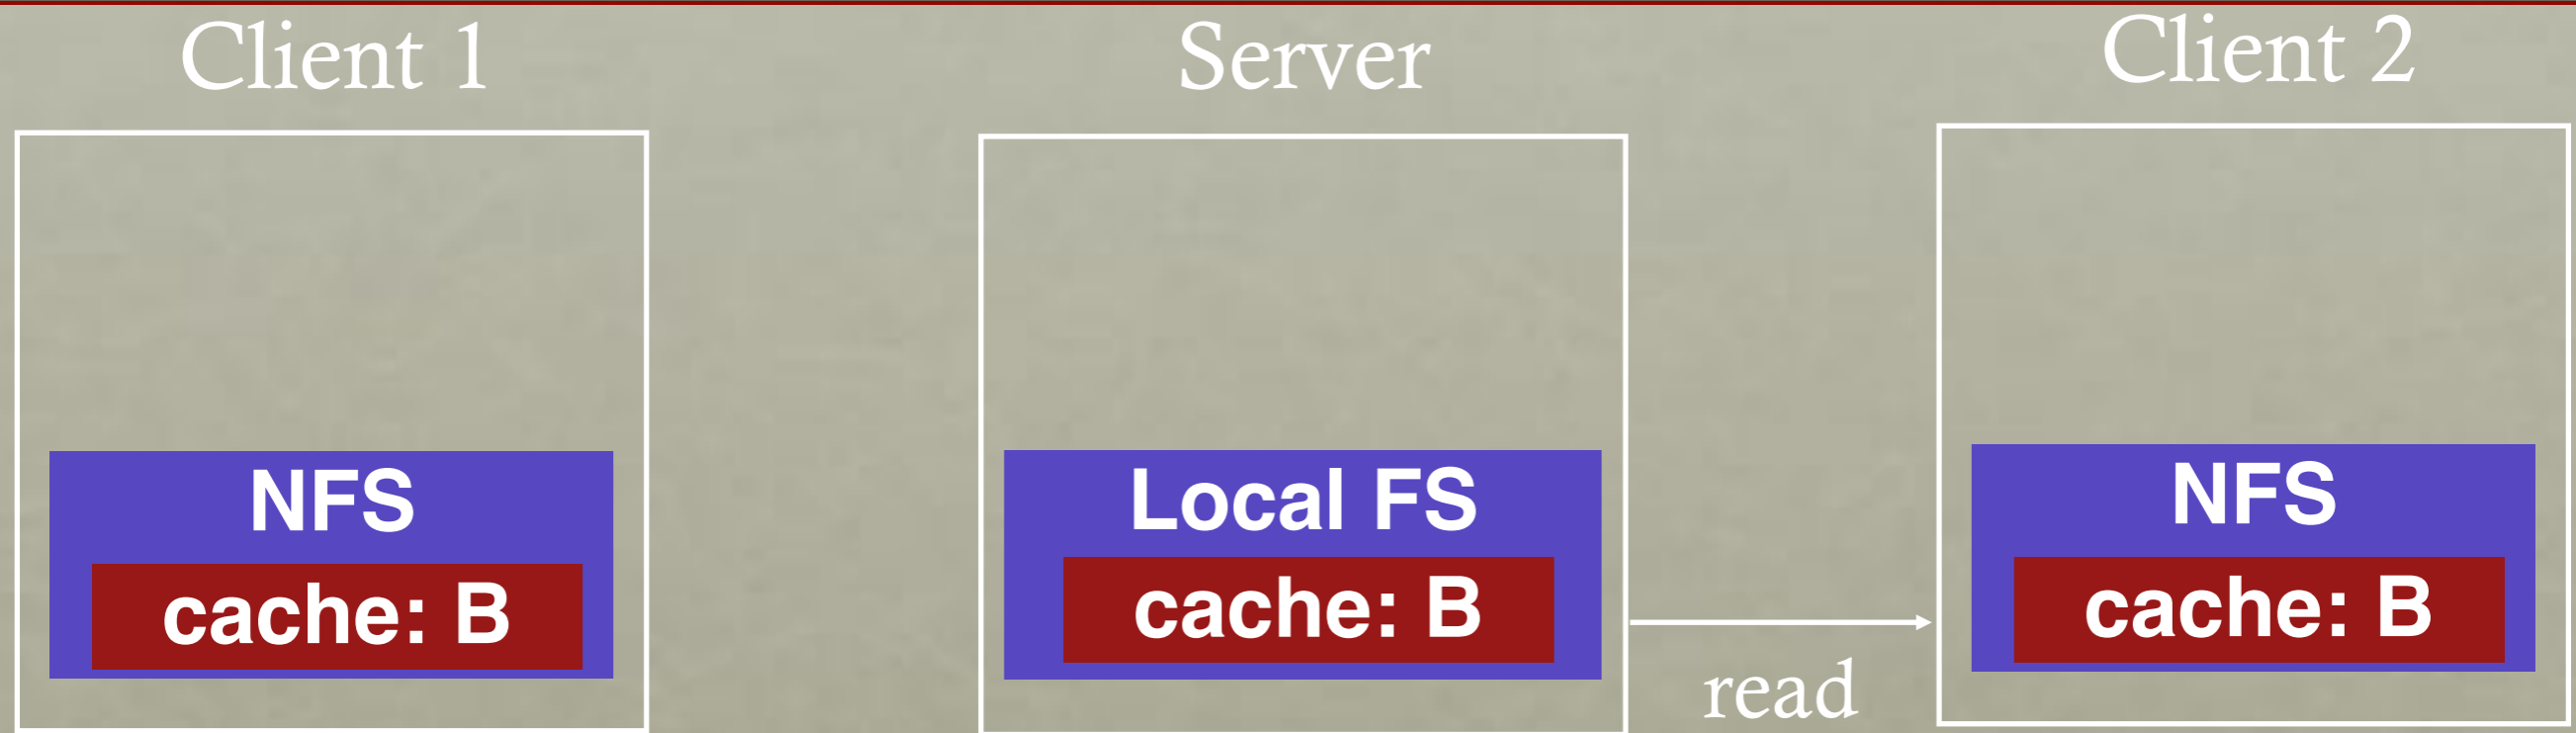 Client 1
Server
Client 2
NFS
cache: B
Local FS
cache: B
read
NFS
cache: B